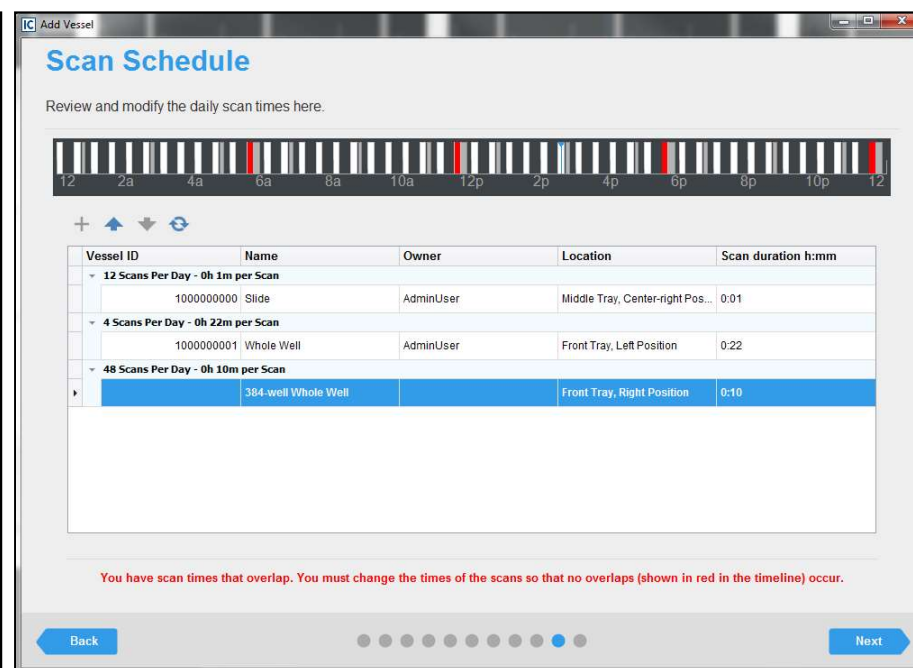 IC Add Vessel
Scan Schedule
Review and modify the daily scan times here.
12 2a 4a 6a 8a 10a 12p 2p 4p 6p 8p 10p 12
Vessel ID Name Owner Location Scan duration h:mm
12 Scans Per Day - 0h 1m per Scan
1000000000 Slide AdminUser Middle Tray, Center-right Pos... 0:01
4 Scans Per Day - 0h 22m per Scan
1000000001 Whole Well AdminUser Front Tray, Left Position 0:22
48 Scans Per Day - 0h 10m per Scan
384-well Whole Well Front Tray, Right Position 0:10
You have scan times that overlap. You must change the times of the scans so that no overlaps (shown in red in the timeline) occur.
Back Next